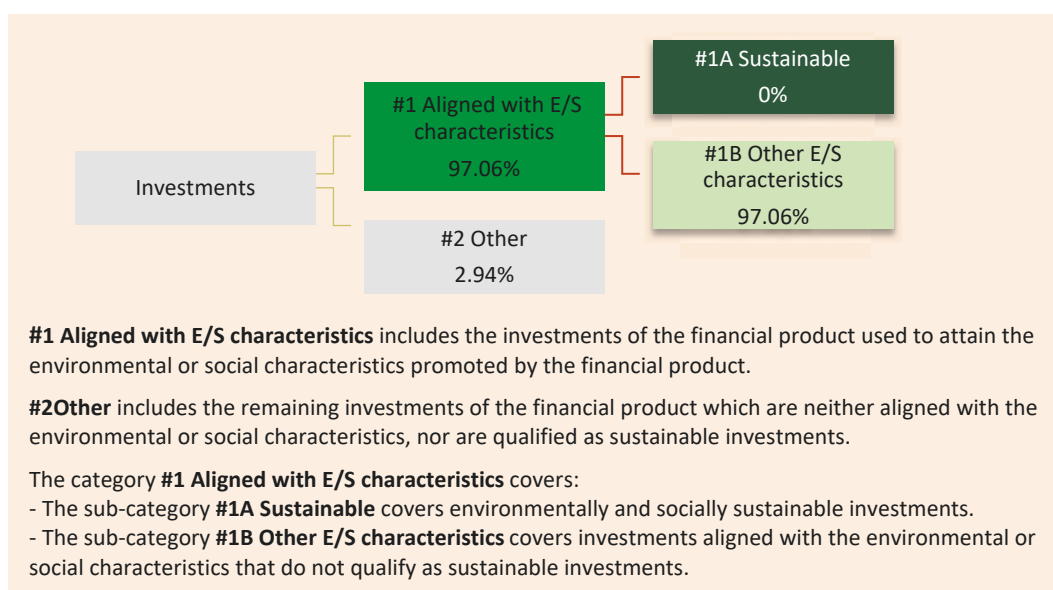 #1A Sustainable
0%
#1 Aligned with E/S
characteristics
97.06%
#1B Other E/S
characteristics
97.06%
Investments
#2 Other
2.94%
#1 Aligned with E/S characteristics includes the investments of the financial product used to attain the
environmental or social characteristics promoted by the financial product.
#2Other includes the remaining investments of the financial product which are neither aligned with the
environmental or social characteristics, nor are qualified as sustainable investments.
The category #1 Aligned with E/S characteristics covers:
- The sub-category #1A Sustainable covers environmentally and socially sustainable investments.
- The sub-category #1B Other E/S characteristics covers investments aligned with the environmental or
social characteristics that do not qualify as sustainable investments.